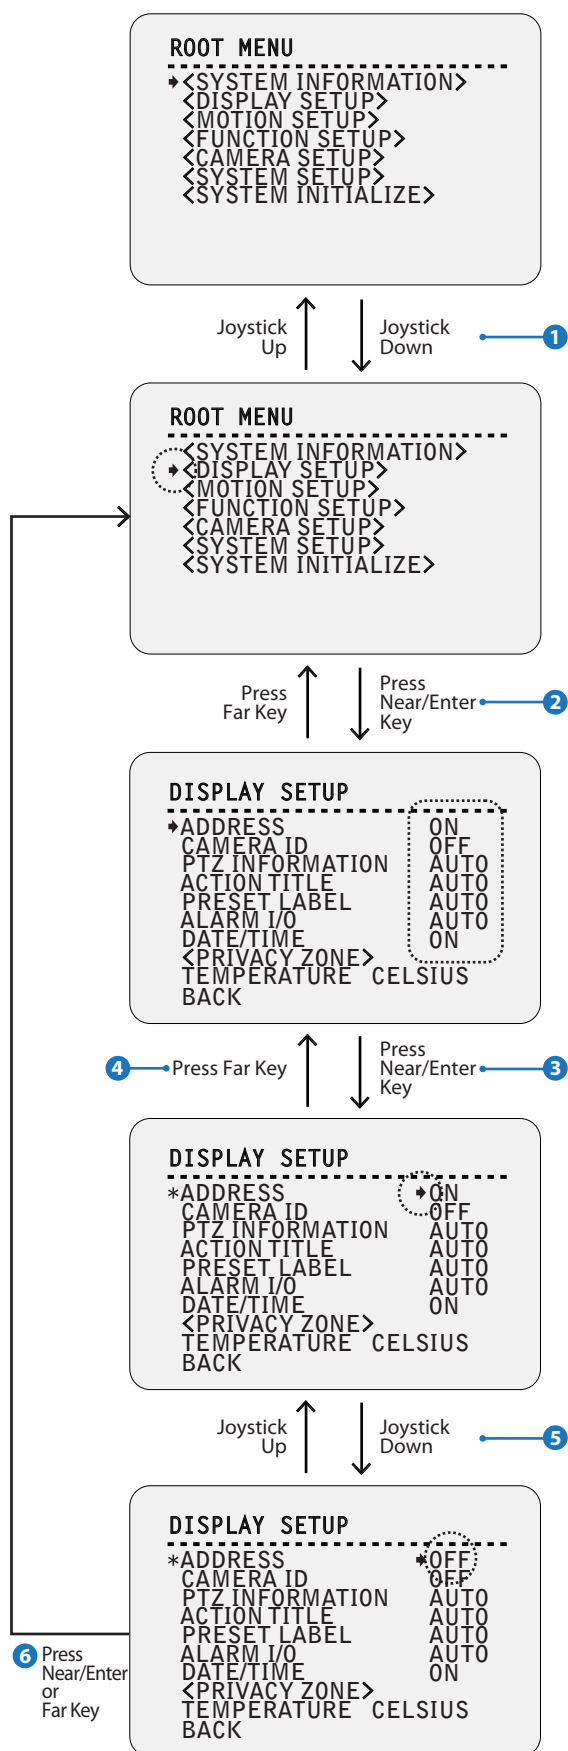 ROOT MENU
<SYSTEM INFORMATION>
<DISPLAY SETUP>
<MOTION SETUP>
<FUNCTION SETUP>
<CAMERA SETUP>
<SYSTEM SETUP>
<SYSTEM INITIALIZE>
Joystick
Up
Joystick
Down
1
ROOT MENU
<SYSTEM INFORMATION>
<DISPLAY SETUP>
<MOTION SETUP>
<FUNCTION SETUP>
<CAMERA SETUP>
<SYSTEM SETUP>
<SYSTEM INITIALIZE>
Press
Far Key
Press
Near/Enter
Key
2
DISPLAY SETUP
ADDRESS ON
CAMERA ID OFF
PTZ INFORMATION AUTO
ACTION TITLE AUTO
PRESET LABEL AUTO
ALARM I/O AUTO
DATE/TIME ON
<PRIVACY ZONE>
TEMPERATURE CELSIUS
BACK
4 Press Far Key
Press
Near/Enter
Key
3
DISPLAY SETUP
*ADDRESS ON
CAMERA ID OFF
PTZ INFORMATION AUTO
ACTION TITLE AUTO
PRESET LABEL AUTO
ALARM I/O AUTO
DATE/TIME ON
<PRIVACY ZONE>
TEMPERATURE CELSIUS
BACK
Joystick
Up
Joystick
Down
5
DISPLAY SETUP
*ADDRESS OFF
CAMERA ID OFF
PTZ INFORMATION AUTO
ACTION TITLE AUTO
PRESET LABEL AUTO
ALARM I/O AUTO
DATE/TIME ON
<PRIVACY ZONE>
TEMPERATURE CELSIUS
BACK
6 Press
Near/Enter
or
Far Key